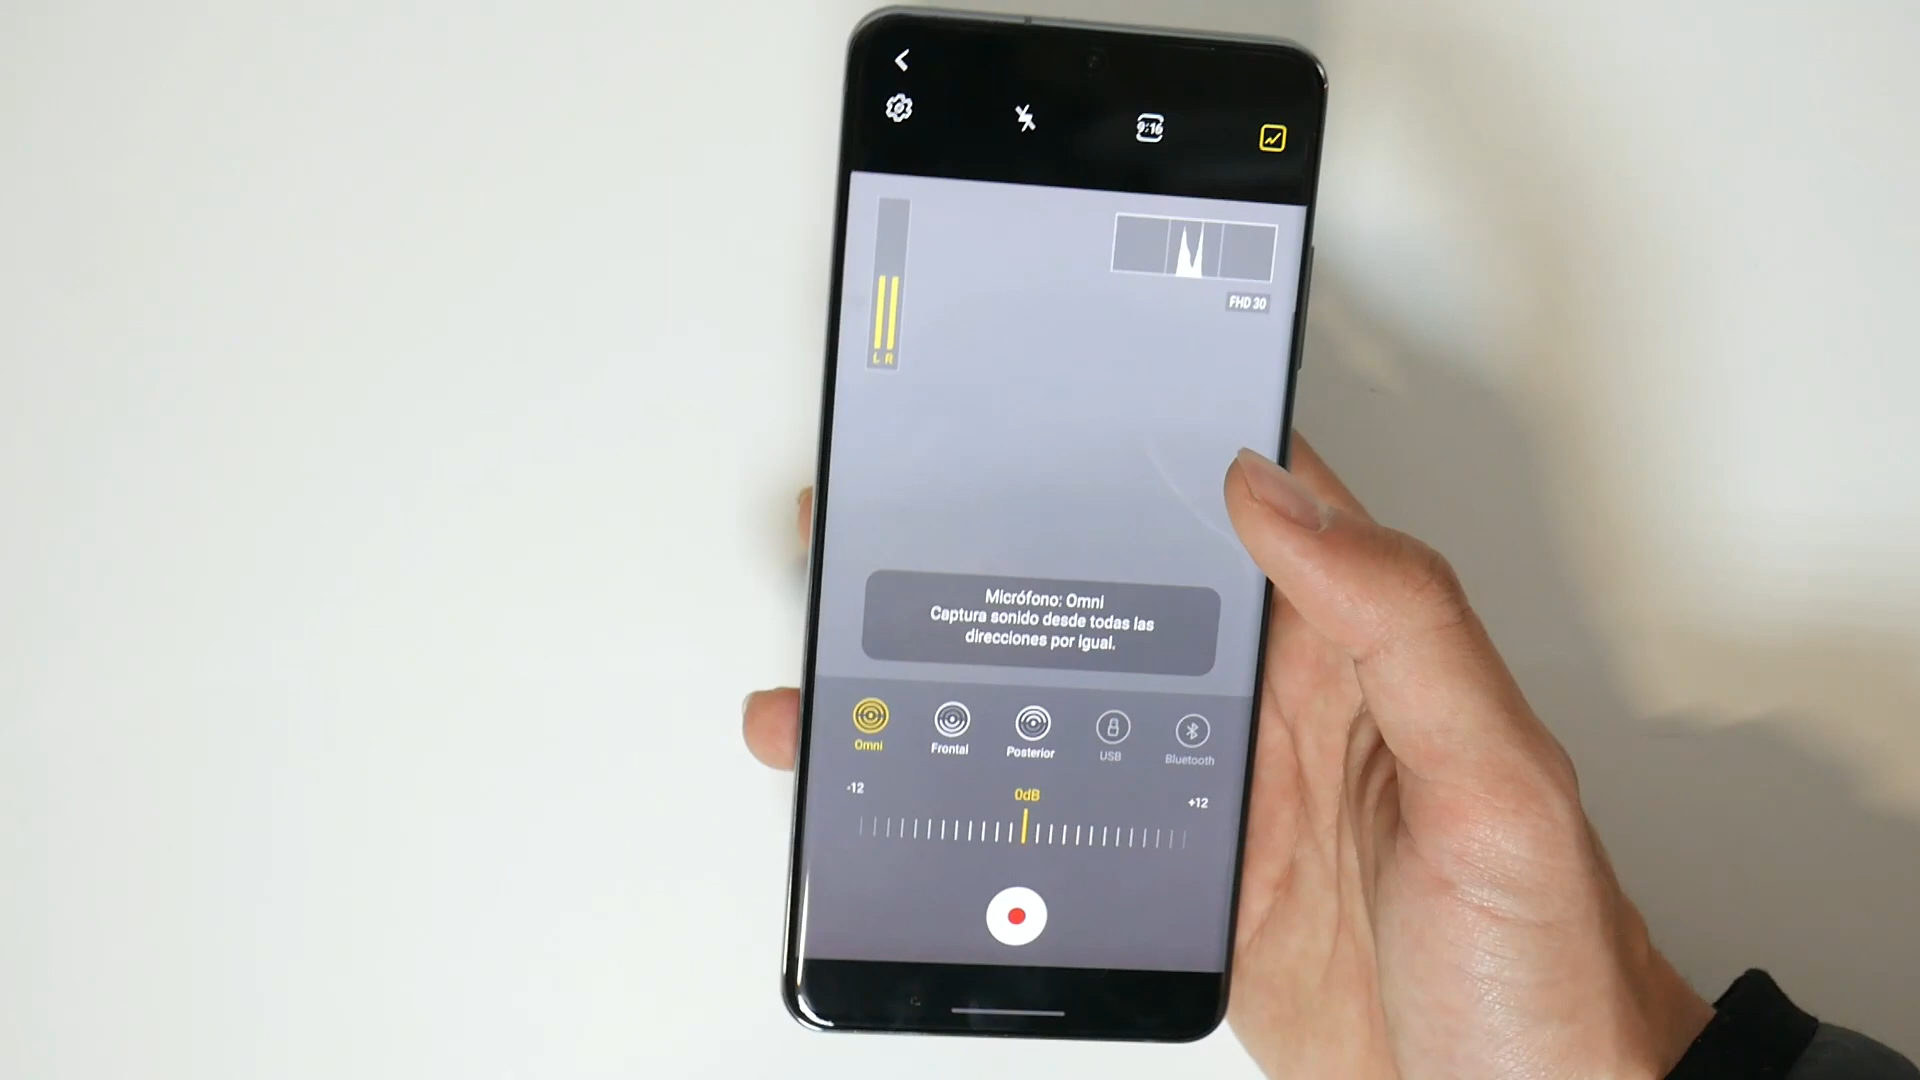 9:16
FHD 30
L R
Micrófono: Omni
Captura sonido desde todas las
direcciones por igual.
Omni
Frontal
Posterior
USB
Bluetooth
-12
0dB
+12